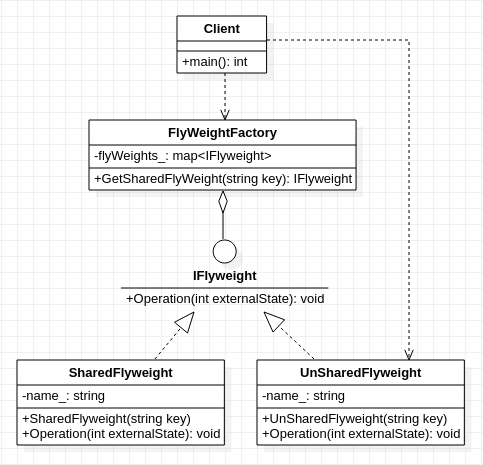 Client
+main(): int
FlyWeightFactory
-flyWeights_: map<IFlyweight>
+GetSharedFlyWeight(string key): IFlyweight
IFlyweight
+Operation(int externalState): void
SharedFlyweight
-name_: string
+SharedFlyweight(string key)
+Operation(int externalState): void
UnSharedFlyweight
-name_: string
+UnSharedFlyweight(string key)
+Operation(int externalState): void